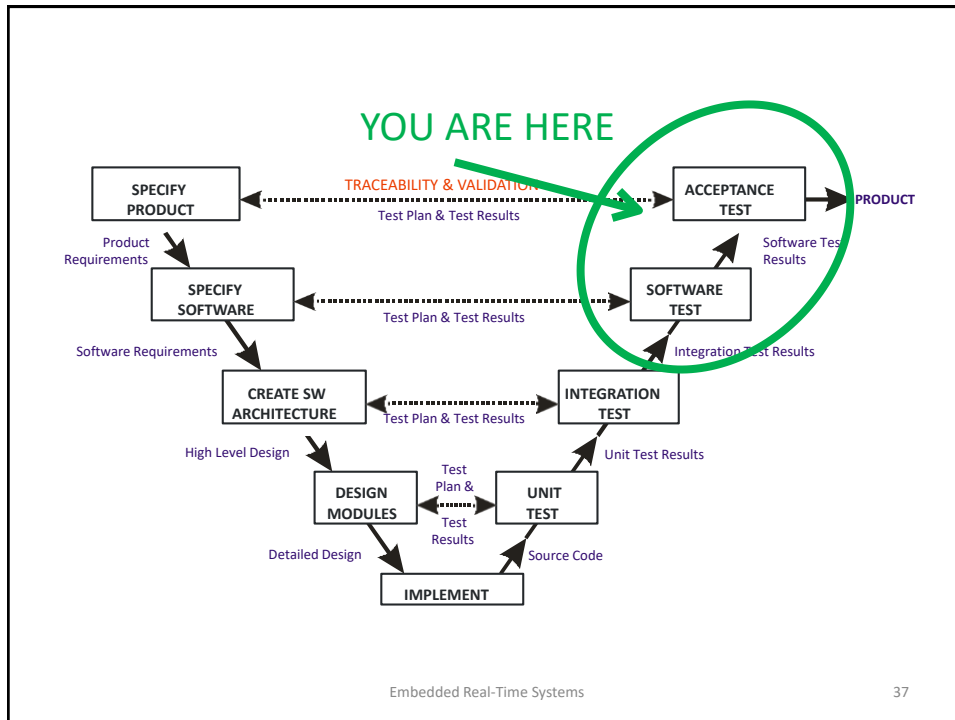 YOU ARE HERE
SPECIFY
PRODUCT
TRACEABILITY & VALIDATION
Test Plan & Test Results
ACCEPTANCE
TEST
PRODUCT
Product
Requirements
Software Test
Results
SPECIFY
SOFTWARE
Test Plan & Test Results
SOFTWARE
TEST
Software Requirements
Integration Test Results
CREATE SW
ARCHITECTURE
Test Plan & Test Results
INTEGRATION
TEST
High Level Design
Unit Test Results
DESIGN
MODULES
Test
Plan &
Test
Results
UNIT
TEST
Detailed Design
Source Code
IMPLEMENT
Embedded Real-Time Systems
37